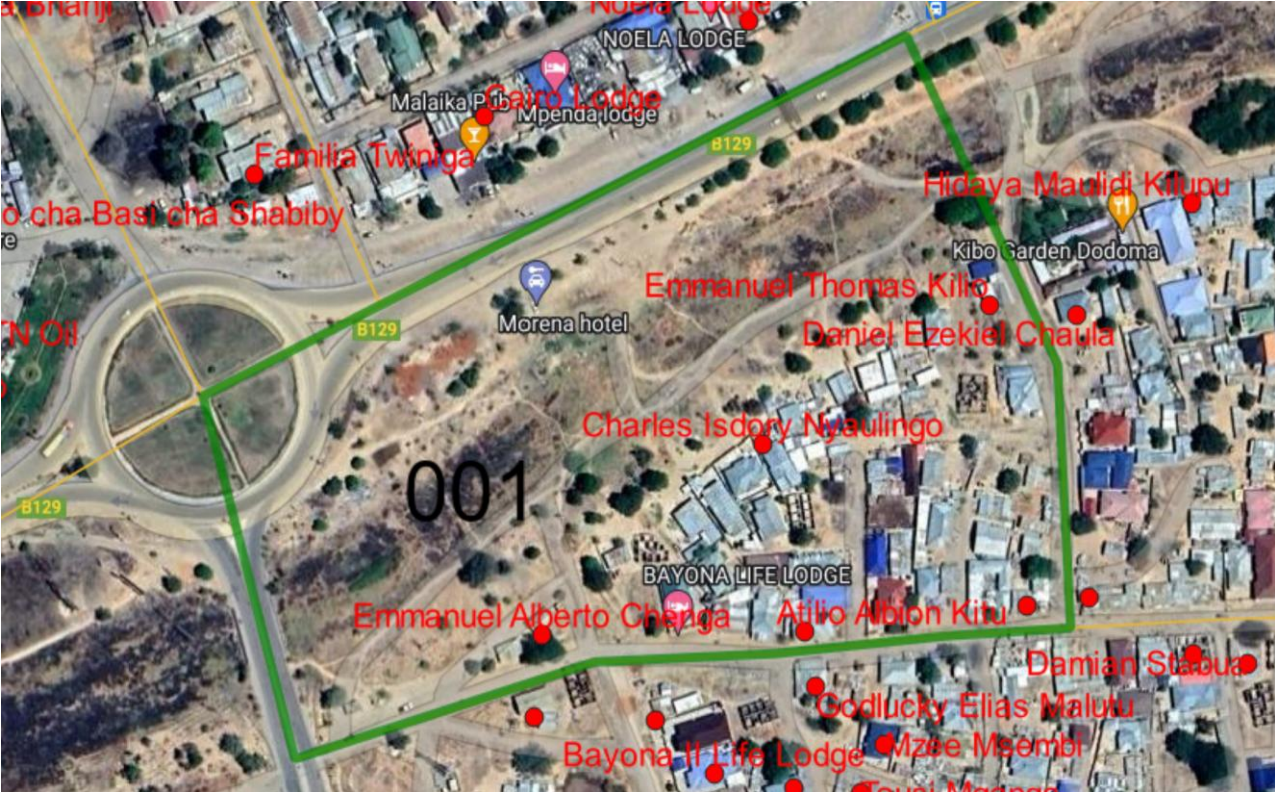 a Bhanji
Noela Lodge
NOELA LODGE
Malaika Pub
Cairo Lodge
Mpenda lodge
B129
Familia Twiniga
Hidaya Maulidi Kilupu
o cha Basi cha Shabiby
re
Kibo Garden Dodoma
Emmanuel Thomas Kilio
Morena hotel
B129
TN Oil
Daniel Ezekiel Chaula
Charles Isdory Nyaulingo
001
B129
BAYONA LIFE LODGE
Emmanuel Alberto Chenga
Atilio Albion Kitu
Damian Stabua
Godlucky Elias Malutu
Bayona II Life Lodge
Mzee Msembi